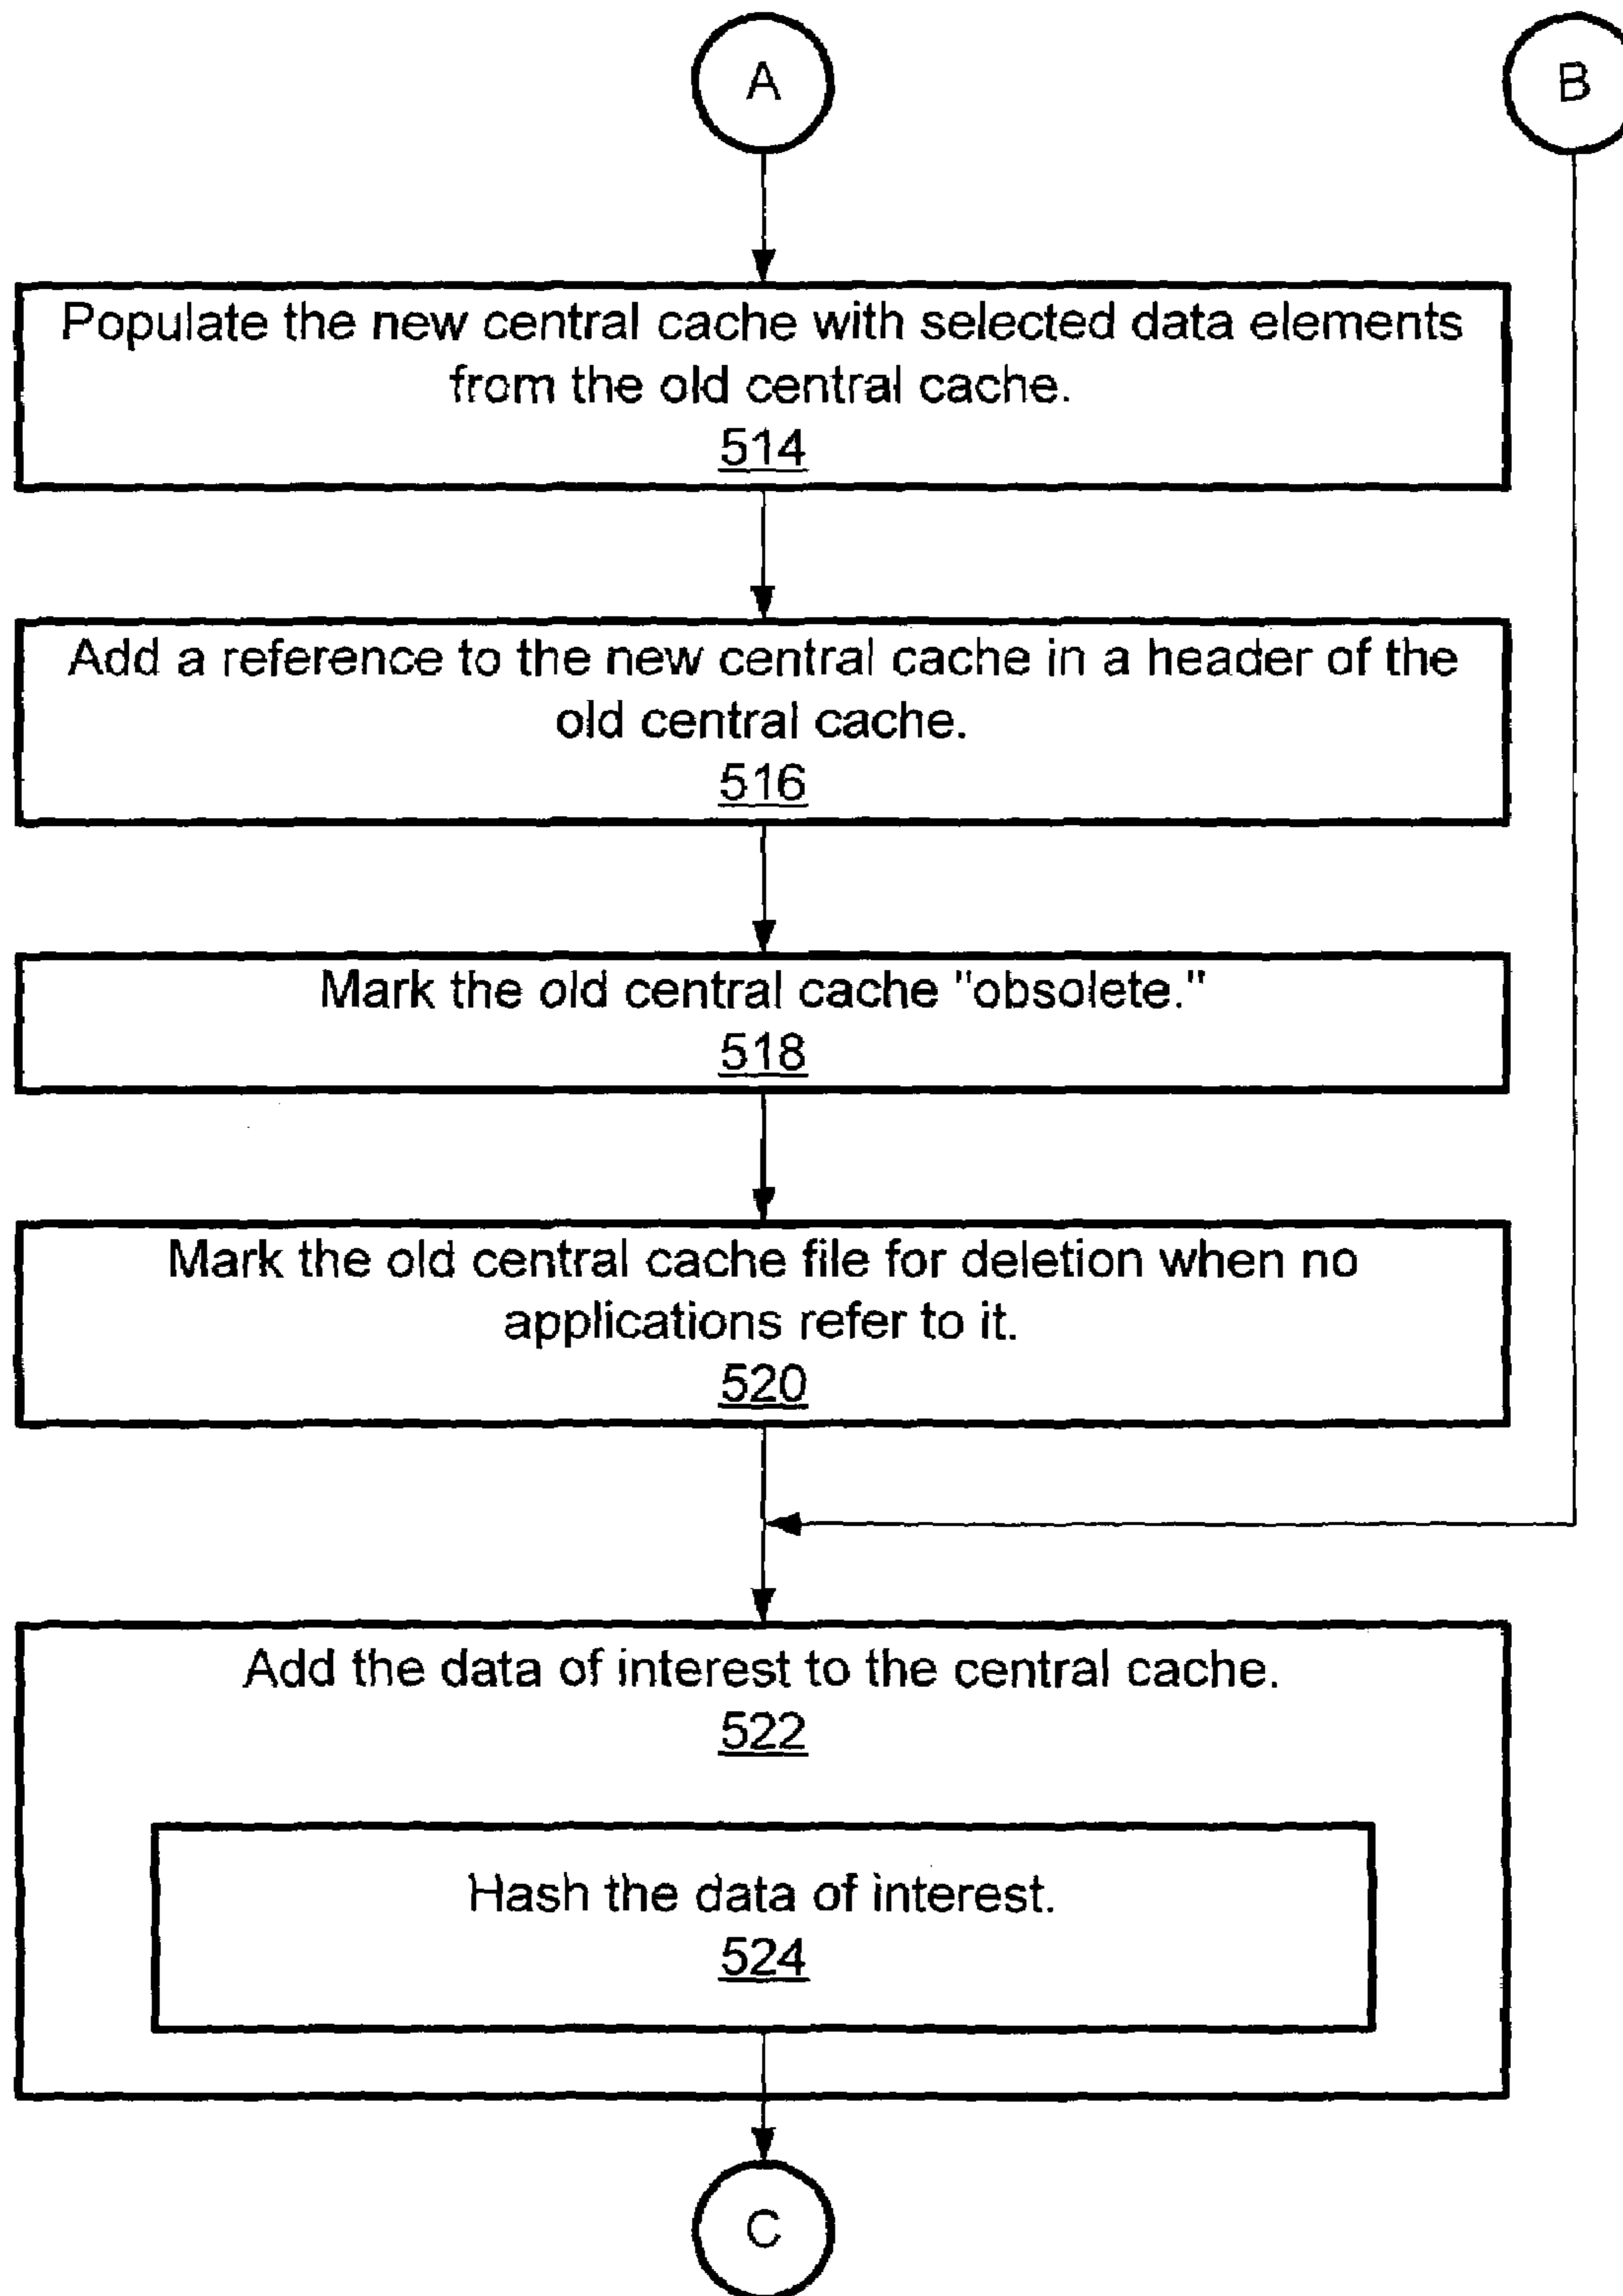 A
B
Populate the new central cache with selected data elements
from the old central cache.
514
Add a reference to the new central cache in a header of the
old central cache.
516
Mark the old central cache "obsolete."
518
Mark the old central cache file for deletion when no
applications refer to it.
520
Add the data of interest to the central cache.
522
Hash the data of interest.
524
C